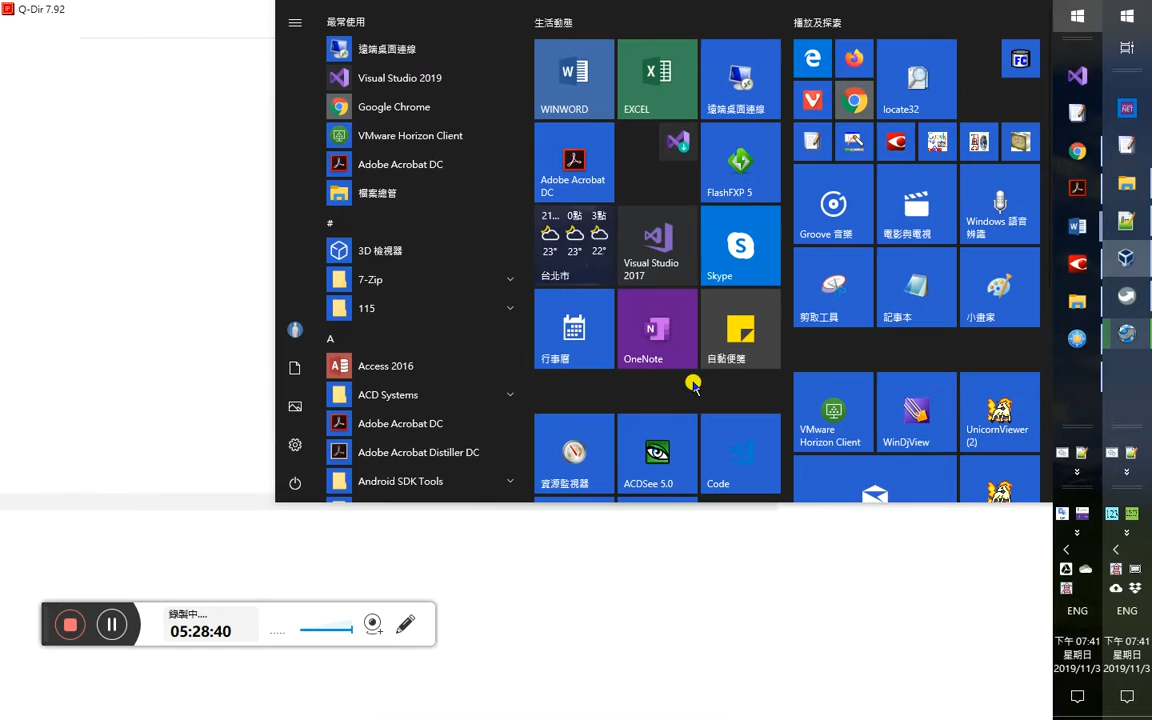 Q-Dir 7.92
最常使用
遠端桌面連線
Visual Studio 2019
Google Chrome
VMware Horizon Client
Adobe Acrobat DC
檔案總管
#
3D 檢視器
7-Zip
115
A
Access 2016
ACD Systems
Adobe Acrobat DC
Adobe Acrobat Distiller DC
Android SDK Tools
生活動態
WINWORD
EXCEL
遠端桌面連線
Adobe Acrobat DC
FlashFXP 5
21... 0點 3點
23° 23° 22°
台北市
Visual Studio 2017
Skype
行事曆
OneNote
自黏便箋
資源監視器
ACDSee 5.0
Code
播放及探索
locate32
FC
Groove 音樂
電影與電視
Windows 語音辨識
剪取工具
記事本
小畫家
VMware Horizon Client
WinDjView
UnicornViewer (2)
錄製中....
05:28:40
.....
ENG
下午 07:41
星期日
2019/11/3
ENG
下午 07:41
星期日
2019/11/3